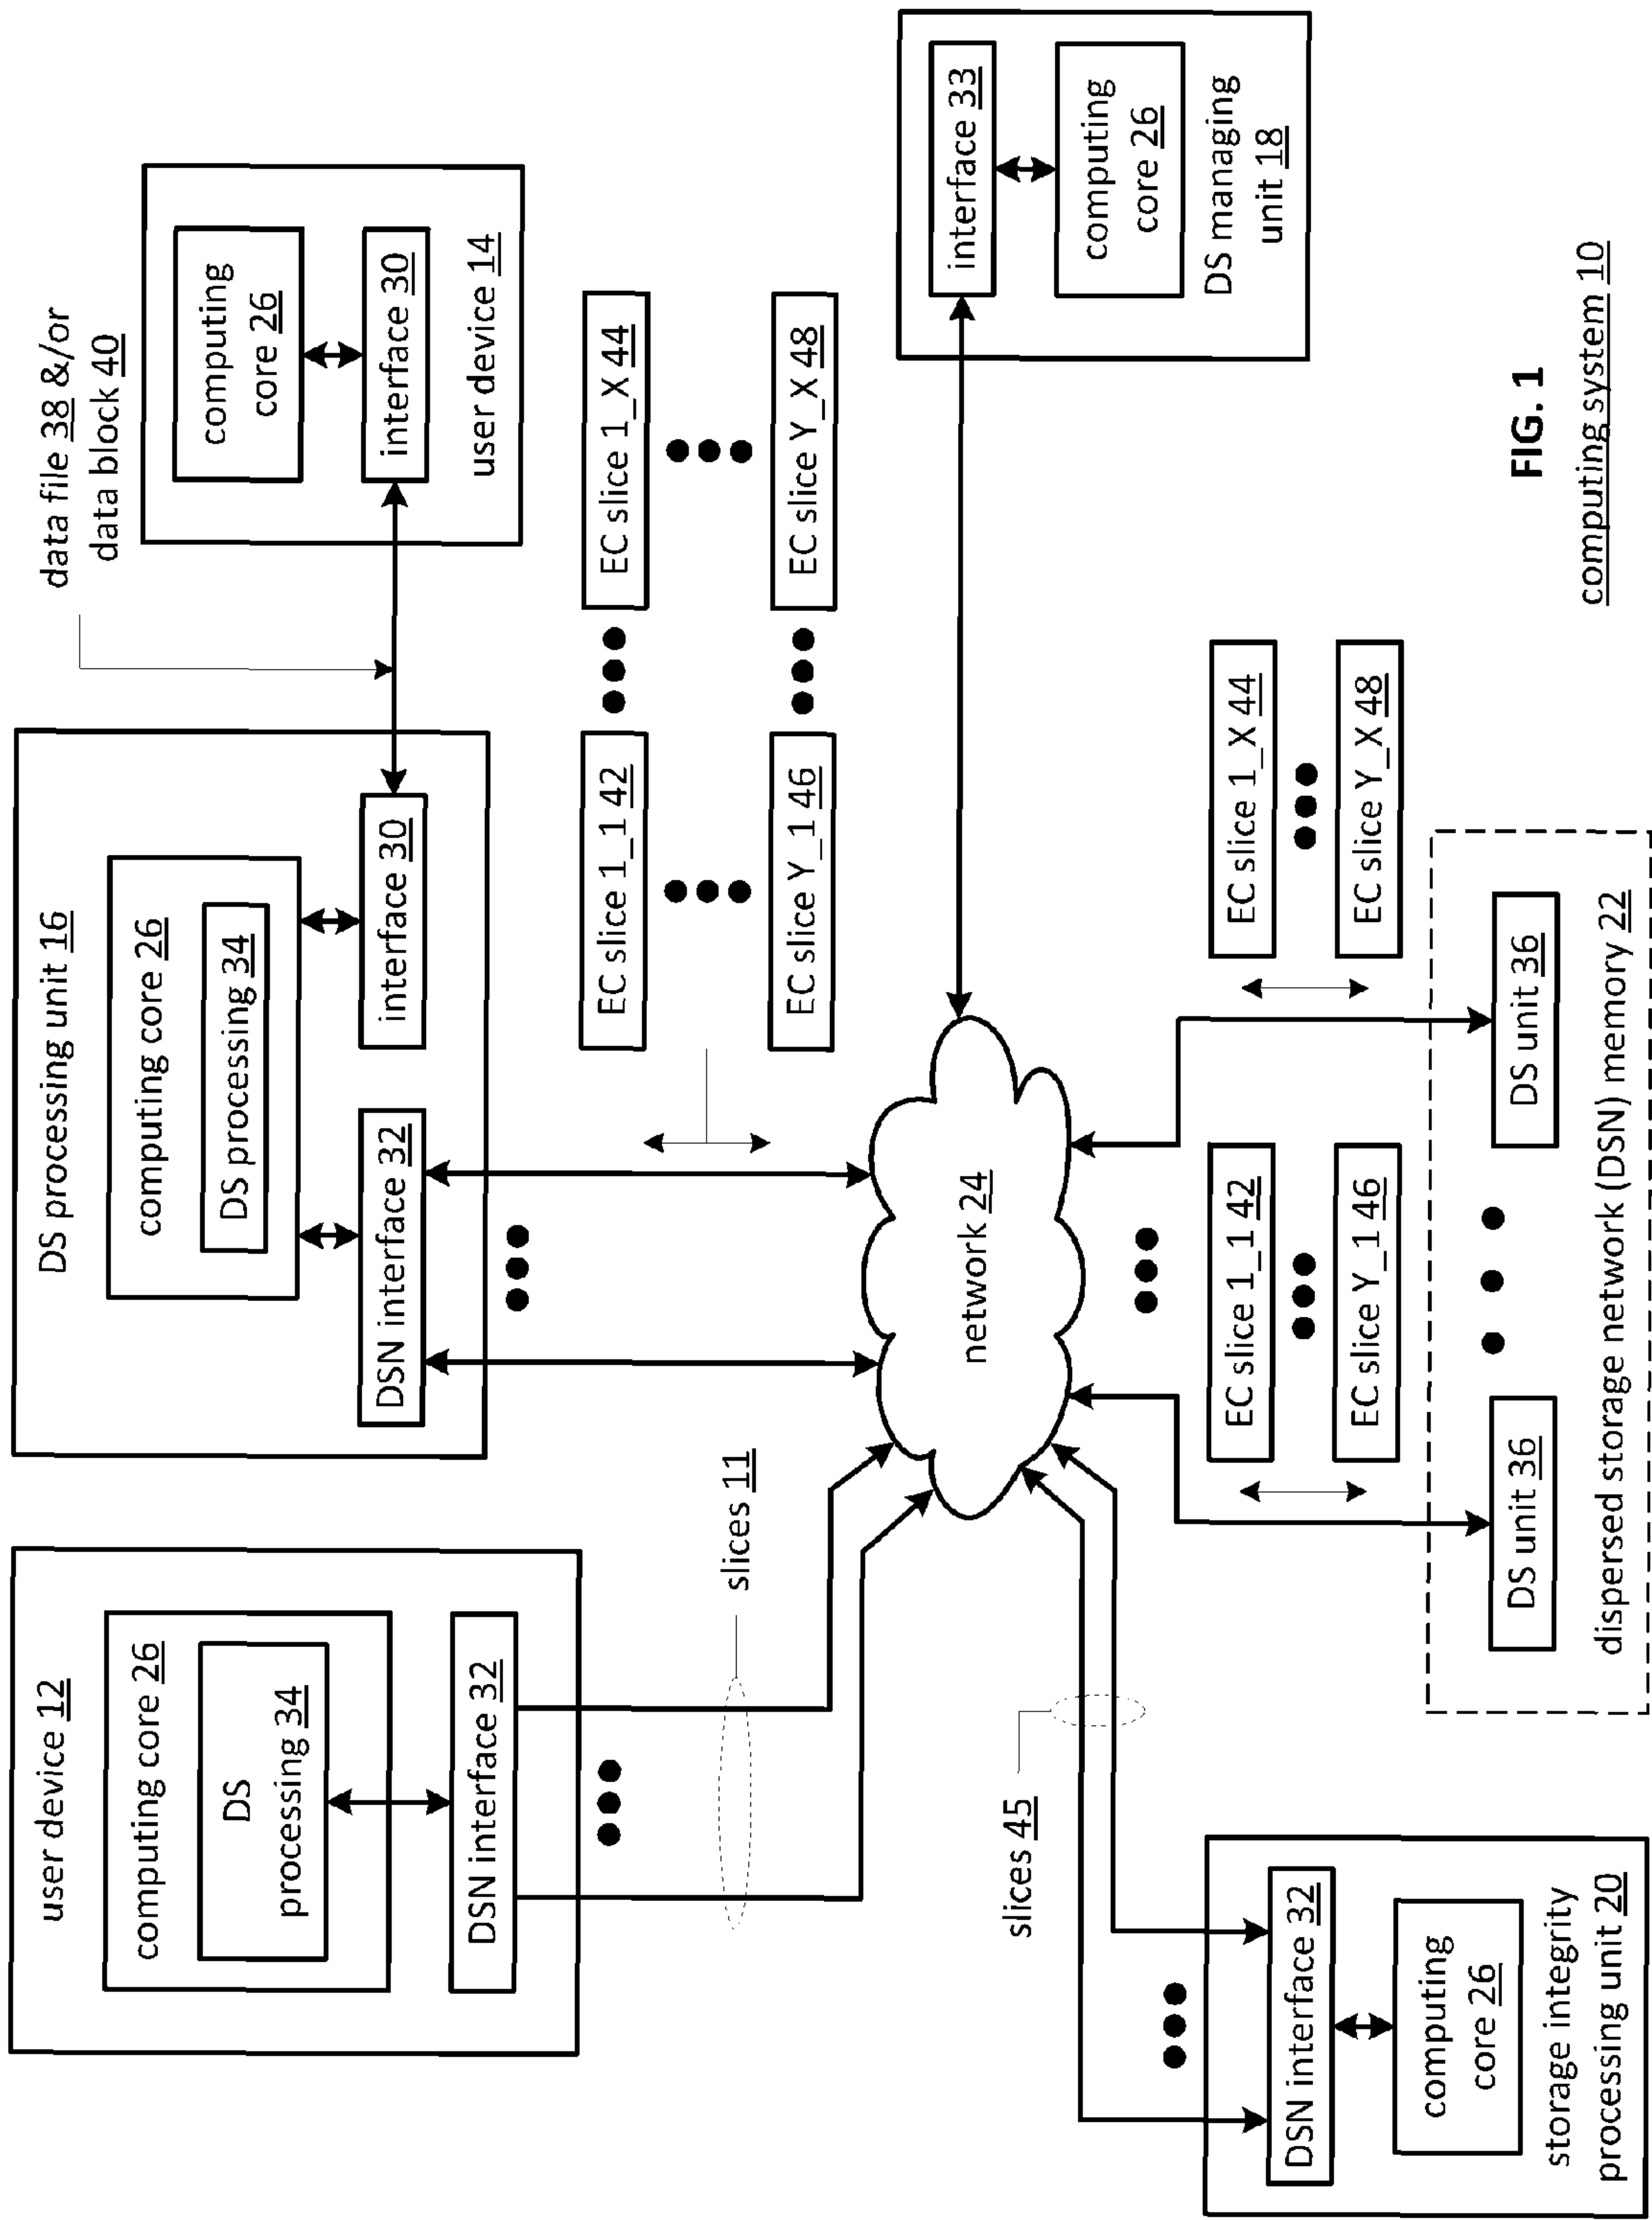 user device 12
computing core 26
DS
processing 34
DSN interface 32
DS processing unit 16
computing core 26
DS processing 34
DSN interface 32
interface 30
data file 38 &/or
data block 40
computing
core 26
interface 30
user device 14
slices 11
EC slice 1_1 42
EC slice 1_X 44
EC slice Y_1 46
EC slice Y_X 48
network 24
interface 33
computing
core 26
DS managing
unit 18
slices 45
DSN interface 32
computing
core 26
storage integrity
processing unit 20
EC slice 1_1 42
EC slice Y_1 46
EC slice 1_X 44
EC slice Y_X 48
DS unit 36
DS unit 36
dispersed storage network (DSN) memory 22
FIG. 1
computing system 10